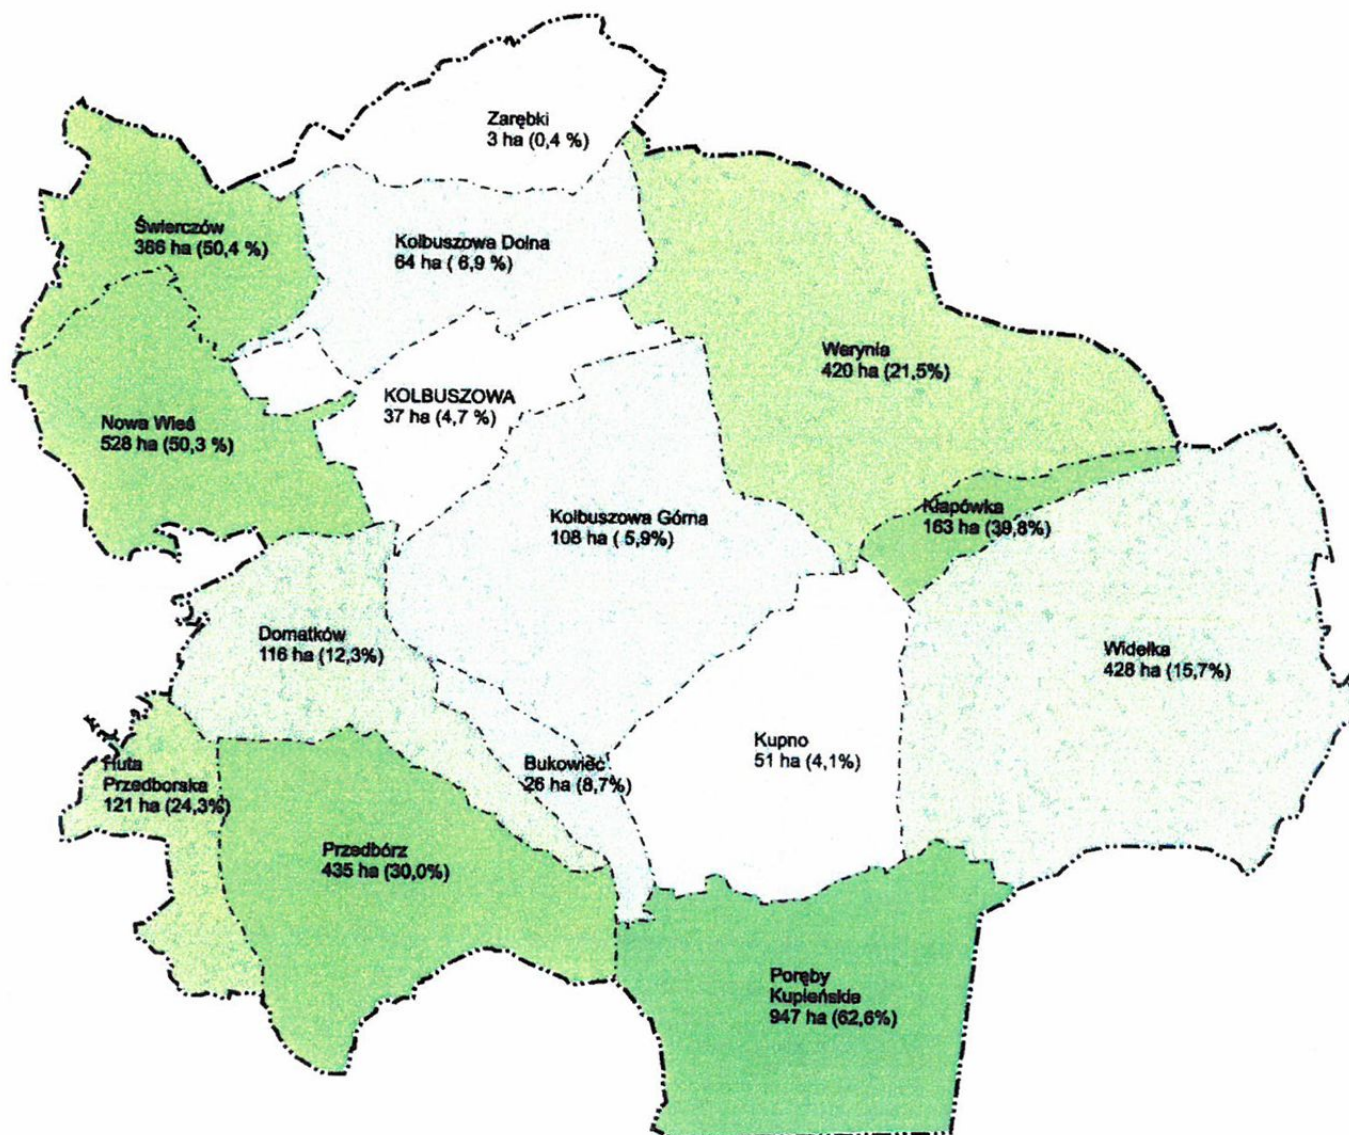 Zarębki
3 ha (0,4 %)
Świerczów
386 ha (50,4 %)
Kolbuszowa Dolna
64 ha ( 6,9 %)
Werynia
420 ha (21,5%)
KOLBUSZOWA
37 ha (4,7 %)
Nowa Wieś
528 ha (50,3 %)
Kłapówka
163 ha (39,8%)
Kolbuszowa Górna
108 ha ( 5,9%)
Domatków
116 ha (12,3%)
Widełka
428 ha (15,7%)
Kupno
51 ha (4,1%)
Bukowiec
26 ha (8,7%)
Huta
Przedborska
121 ha (24,3%)
Przedbórz
435 ha (30,0%)
Poręby
Kupieńskie
947 ha (62,6%)